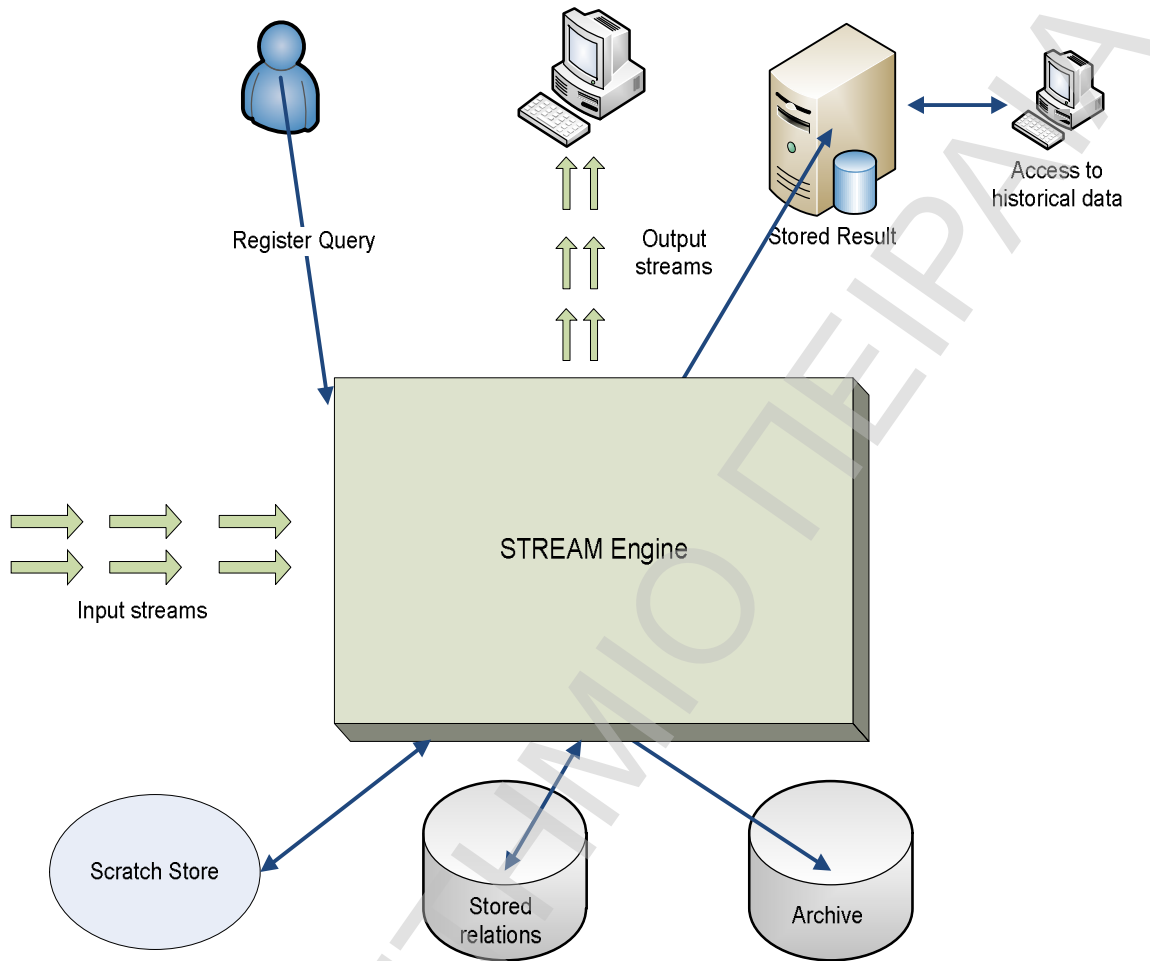 Register Query
Output
streams
Stored Result
Access to
historical data
STREAM Engine
Input streams
Scratch Store
Stored
relations
Archive
ΠΕΙΡΑΙΑ